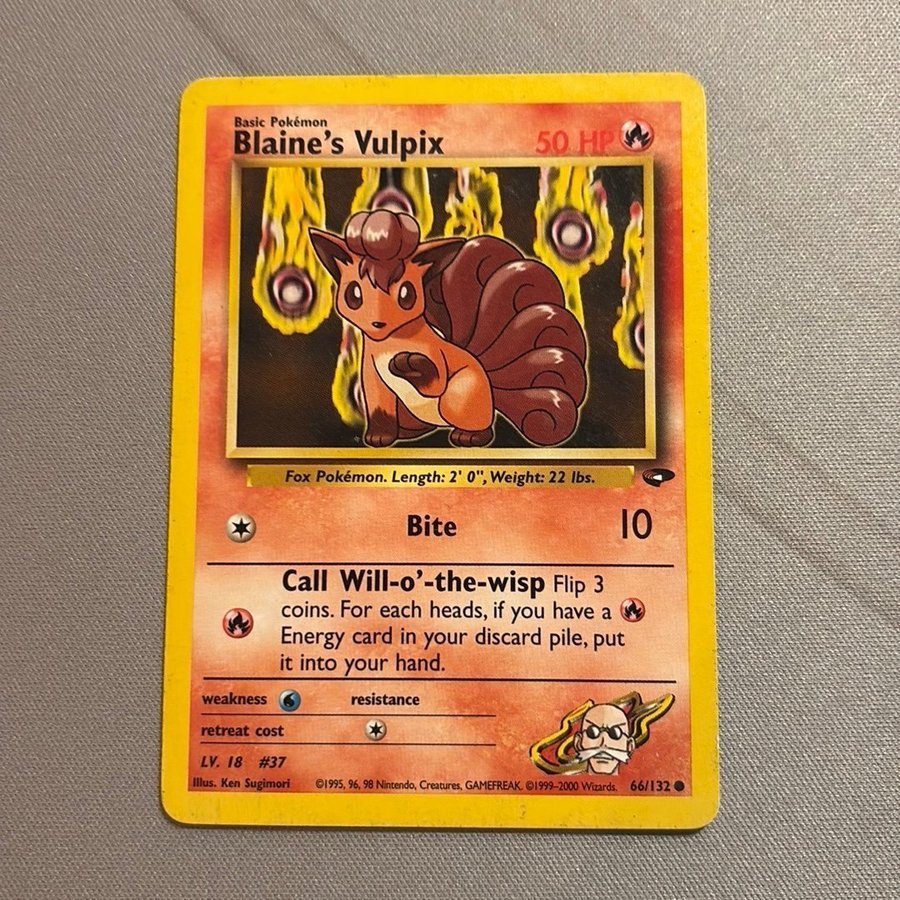 Basic Pokémon
Blaine's Vulpix 50 HP
Fox Pokémon. Length: 2' 0", Weight: 22 lbs.
Bite 10
Call Will-o'-the-wisp Flip 3
coins. For each heads, if you have a
Energy card in your discard pile, put
it into your hand.
weakness resistance
retreat cost
LV. 18 #37
Illus. Ken Sugimori ©1995, 96, 98 Nintendo, Creatures, GAMEFREAK. ©1999–2000 Wizards. 66/132